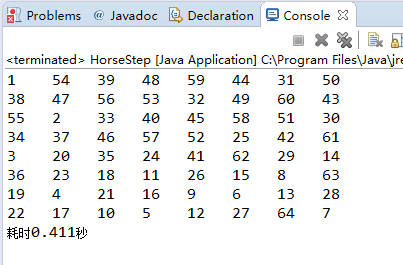 Problems @ Javadoc Declaration Console
<terminated> HorseStep [Java Application] C:\Program Files\Java\jre
1 54 39 48 59 44 31 50
38 47 56 53 32 49 60 43
55 2 33 40 45 58 51 30
34 37 46 57 52 25 42 61
3 20 35 24 41 62 29 14
36 23 18 11 26 15 8 63
19 4 21 16 9 6 13 28
22 17 10 5 12 27 64 7
耗时0.411秒